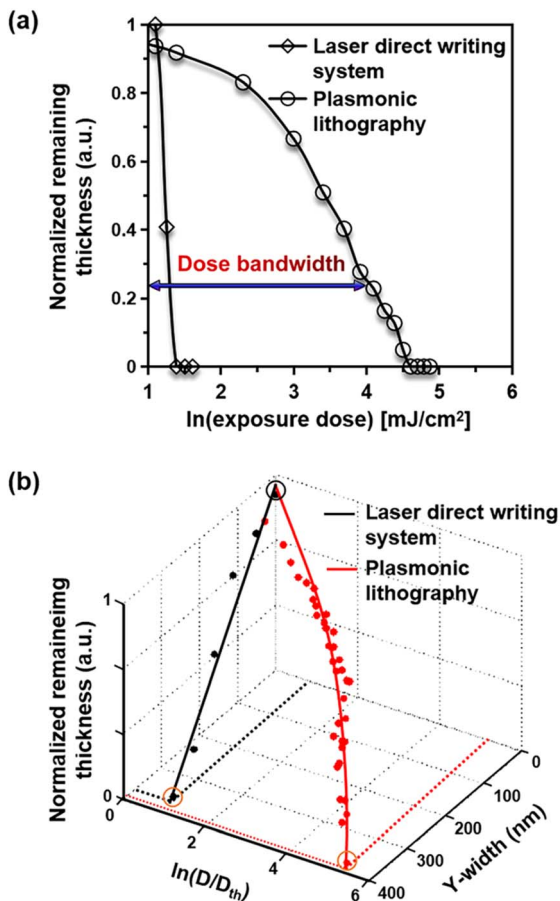 (a)
Normalized remaining
thickness (a.u.)
1
0.8
0.6
0.4
0.2
0
Laser direct writing
system
Plasmonic
lithography
Dose bandwidth
1 2 3 4 5 6
ln(exposure dose) [mJ/cm²]
(b)
Normalized remaineimg
thickness (a.u.)
1
0
Laser direct writing
system
Plasmonic
lithography
0 2 4 6
ln(D/Dth)
400 300 200 100 0
Y-width (nm)